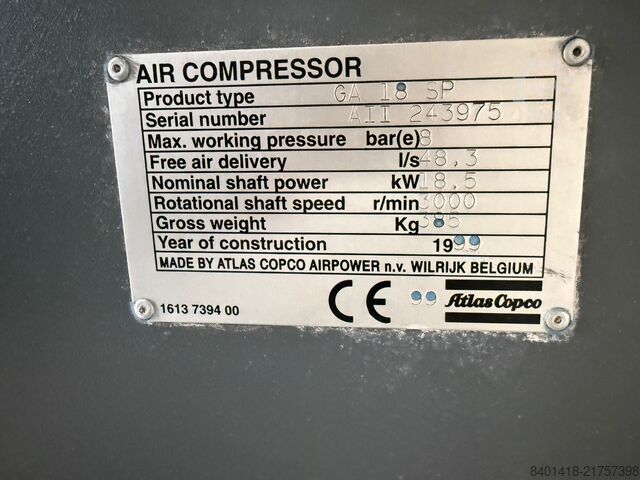 AIR COMPRESSOR
Product type GA 18 SP
Serial number AII 243975
Max. working pressure bar(e) 8
Free air delivery l/s 48,3
Nominal shaft power kW 18,5
Rotational shaft speed r/min 3000
Gross weight Kg 385
Year of construction 1999
MADE BY ATLAS COPCO AIRPOWER n.v. WILRIJK BELGIUM
1613 7394 00 CE 99 Atlas Copco
8401418-21757398